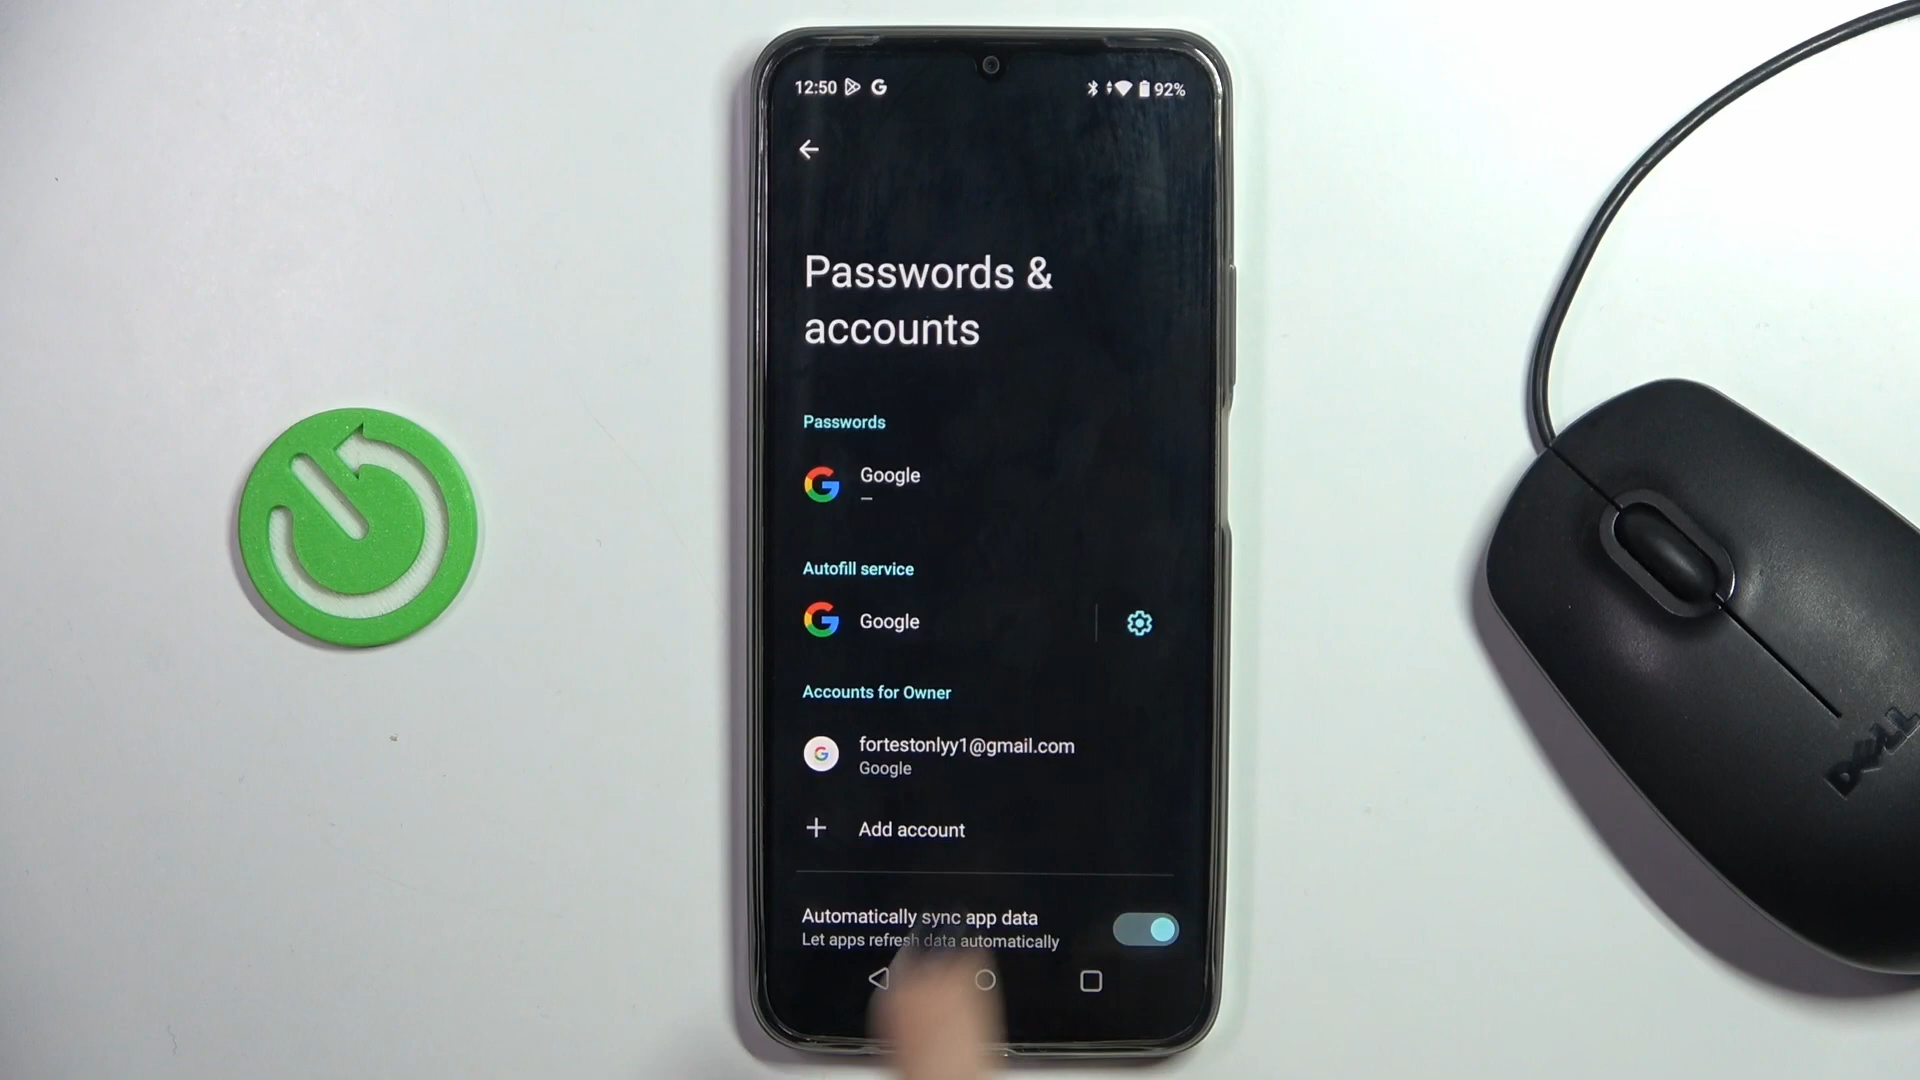 12:50
92%
Passwords &
accounts
Passwords
Google
—
Autofill service
Google
Accounts for Owner
fortestonlyy1@gmail.com
Google
Add account
Automatically sync app data
Let apps refresh data automatically
DELL